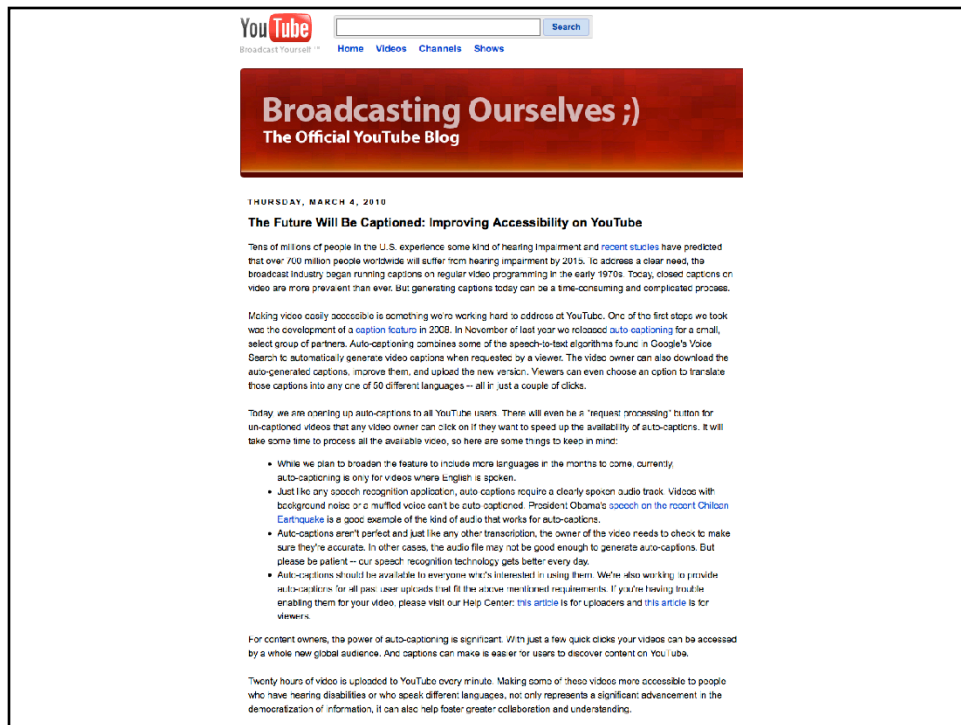 YouTube
Search
Broadcast Yourself ™
Home Videos Channels Shows
Broadcasting Ourselves ;)
The Official YouTube Blog
THURSDAY, MARCH 4, 2010
The Future Will Be Captioned: Improving Accessibility on YouTube
Tens of millions of people in the U.S. experience some kind of hearing impairment and recent studies have predicted
that over 700 million people worldwide will suffer from hearing impairment by 2015. To address a clear need, the
broadcast industry began running captions on regular video programming in the early 1970s. Today, closed captions on
video are more prevalent than ever. But generating captions today can be a time-consuming and complicated process.
Making video easily accessible is something we're working hard to address at YouTube. One of the first steps we took
was the development of a caption feature in 2008. In November of last year we released auto-captioning for a small,
select group of partners. Auto-captioning combines some of the speech-to-text algorithms found in Google's Voice
Search to automatically generate video captions when requested by a viewer. The video owner can also download the
auto-generated captions, improve them, and upload the new version. Viewers can even choose an option to translate
those captions into any one of 50 different languages -- all in just a couple of clicks.
Today, we are opening up auto-captions to all YouTube users. There will even be a "request processing" button for
un-captioned videos that any video owner can click on if they want to speed up the availability of auto-captions. It will
take some time to process all the available video, so here are some things to keep in mind:
• While we plan to broaden the feature to include more languages in the months to come, currently,
auto-captioning is only for videos where English is spoken.
• Just like any speech recognition application, auto-captions require a clearly spoken audio track. Videos with
background noise or a muffled voice can't be auto-captioned. President Obama's speech on the recent Chilean
Earthquake is a good example of the kind of audio that works for auto-captions.
• Auto-captions aren't perfect and just like any other transcription, the owner of the video needs to check to make
sure they're accurate. In other cases, the audio file may not be good enough to generate auto-captions. But
please be patient -- our speech recognition technology gets better every day.
• Auto-captions should be available to everyone who's interested in using them. We're also working to provide
auto-captions for all past user uploads that fit the above mentioned requirements. If you're having trouble
enabling them for your video, please visit our Help Center: this article is for uploaders and this article is for
viewers.
For content owners, the power of auto-captioning is significant. With just a few quick clicks your videos can be accessed
by a whole new global audience. And captions can make is easier for users to discover content on YouTube.
Twenty hours of video is uploaded to YouTube every minute. Making some of these videos more accessible to people
who have hearing disabilities or who speak different languages, not only represents a significant advancement in the
democratization of information, it can also help foster greater collaboration and understanding.